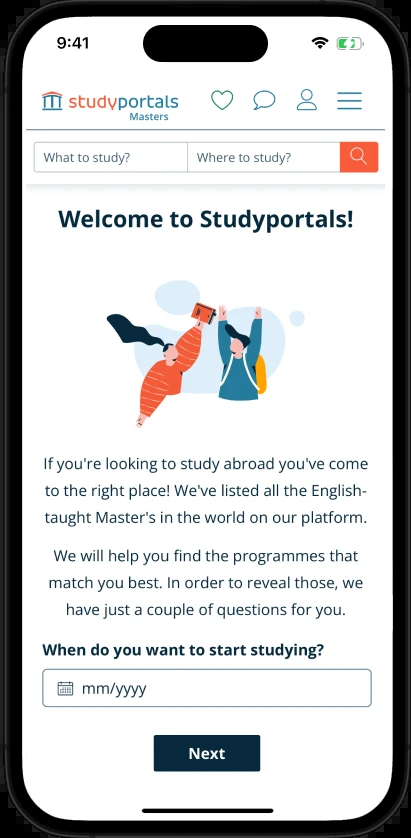 9:41
studyportals
Masters
What to study?
Where to study?
Welcome to Studyportals!
If you're looking to study abroad you've come
to the right place! We've listed all the English-
taught Master's in the world on our platform.
We will help you find the programmes that
match you best. In order to reveal those, we
have just a couple of questions for you.
When do you want to start studying?
mm/yyyy
Next